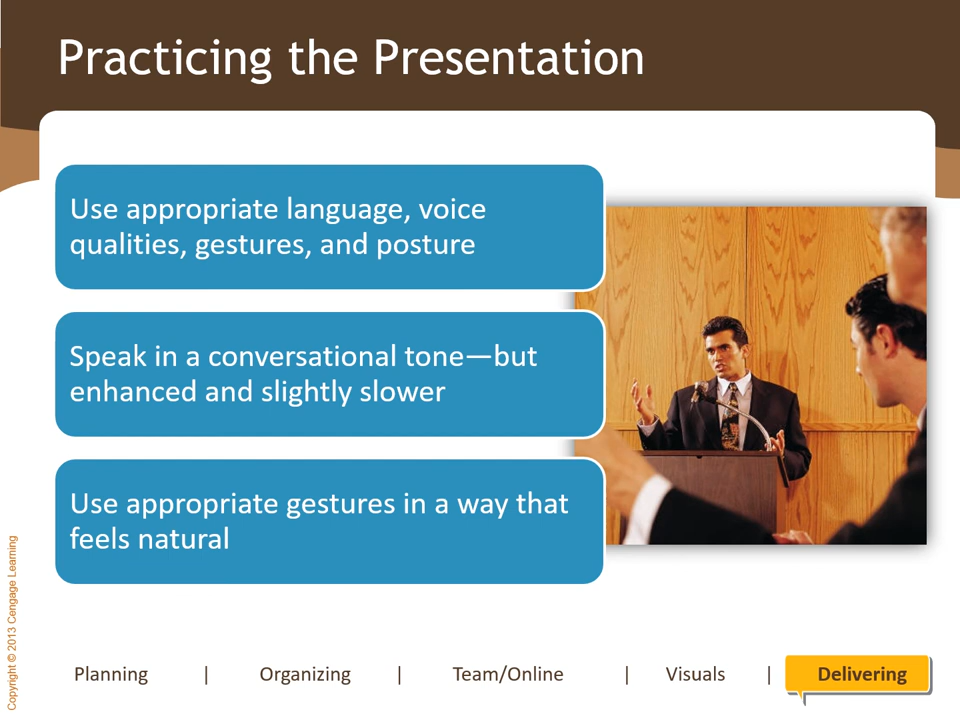 Practicing the Presentation
Use appropriate language, voice
qualities, gestures, and posture
Speak in a conversational tone—but
enhanced and slightly slower
Use appropriate gestures in a way that
feels natural
Copyright © 2013 Cengage Learning
Planning | Organizing | Team/Online | Visuals | Delivering